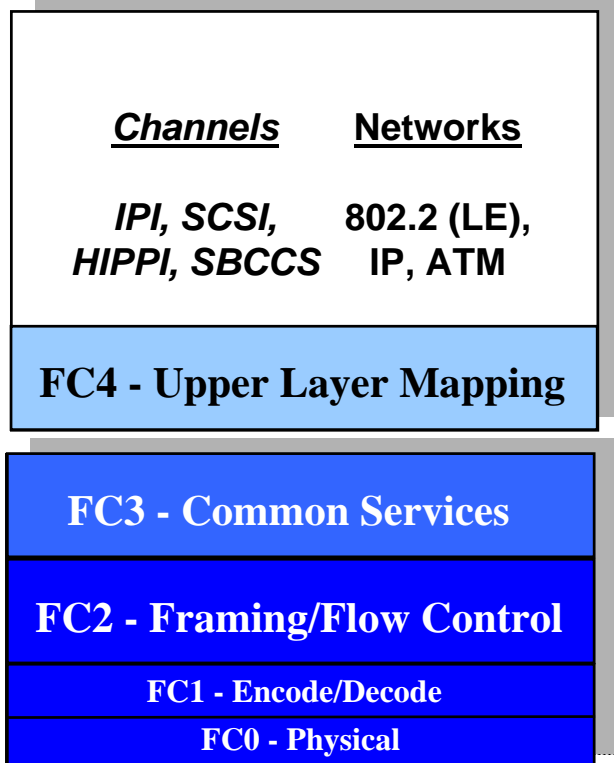 Channels Networks
IPI, SCSI, 802.2 (LE),
HIPPI, SBCCS IP, ATM
FC4 - Upper Layer Mapping
FC3 - Common Services
FC2 - Framing/Flow Control
FC1 - Encode/Decode
FC0 - Physical